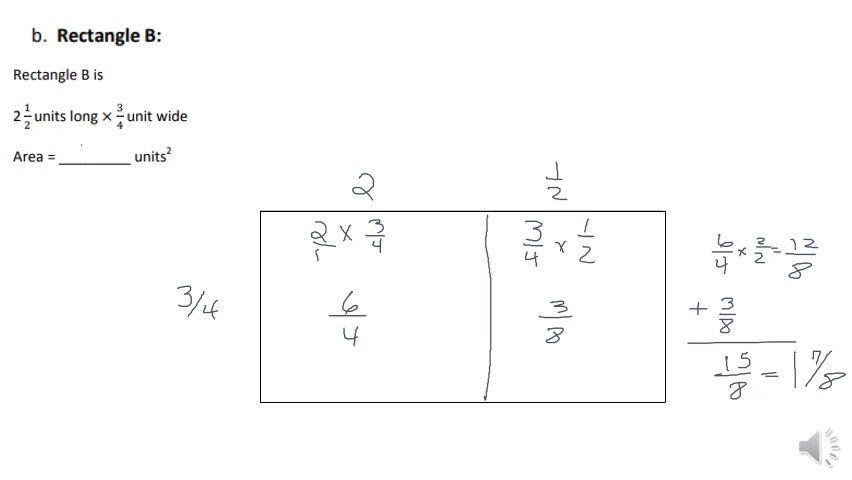 b. Rectangle B:
Rectangle B is
2 1/2 units long × 3/4 unit wide
Area = _________ units²
2 1/2
2/1 x 3/4 3/4 x 1/2
6/4 x 2/2 = 12/8
3/4
6/4 3/8
+ 3/8
15/8 = 1 7/8